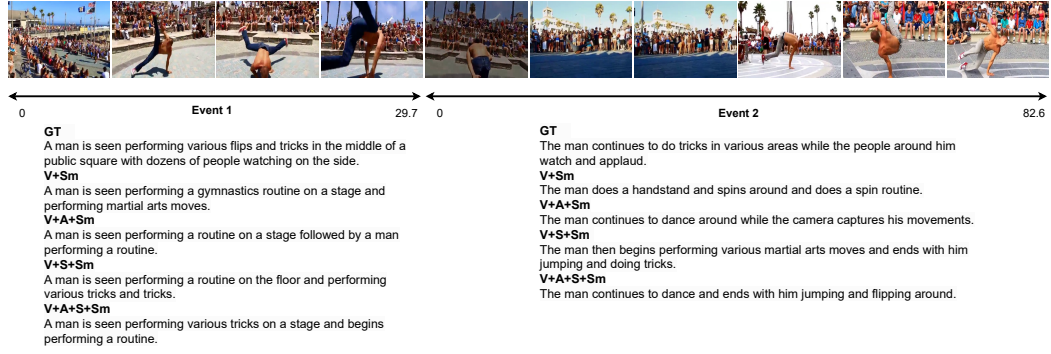 0 Event 1 29.7 0 Event 2 82.6
GT
A man is seen performing various flips and tricks in the middle of a
public square with dozens of people watching on the side.
V+Sm
A man is seen performing a gymnastics routine on a stage and
performing martial arts moves.
V+A+Sm
A man is seen performing a routine on a stage followed by a man
performing a routine.
V+S+Sm
A man is seen performing a routine on the floor and performing
various tricks and tricks.
V+A+S+Sm
A man is seen performing various tricks on a stage and begins
performing a routine.
GT
The man continues to do tricks in various areas while the people around him
watch and applaud.
V+Sm
The man does a handstand and spins around and does a spin routine.
V+A+Sm
The man continues to dance around while the camera captures his movements.
V+S+Sm
The man then begins performing various martial arts moves and ends with him
jumping and doing tricks.
V+A+S+Sm
The man continues to dance and ends with him jumping and flipping around.